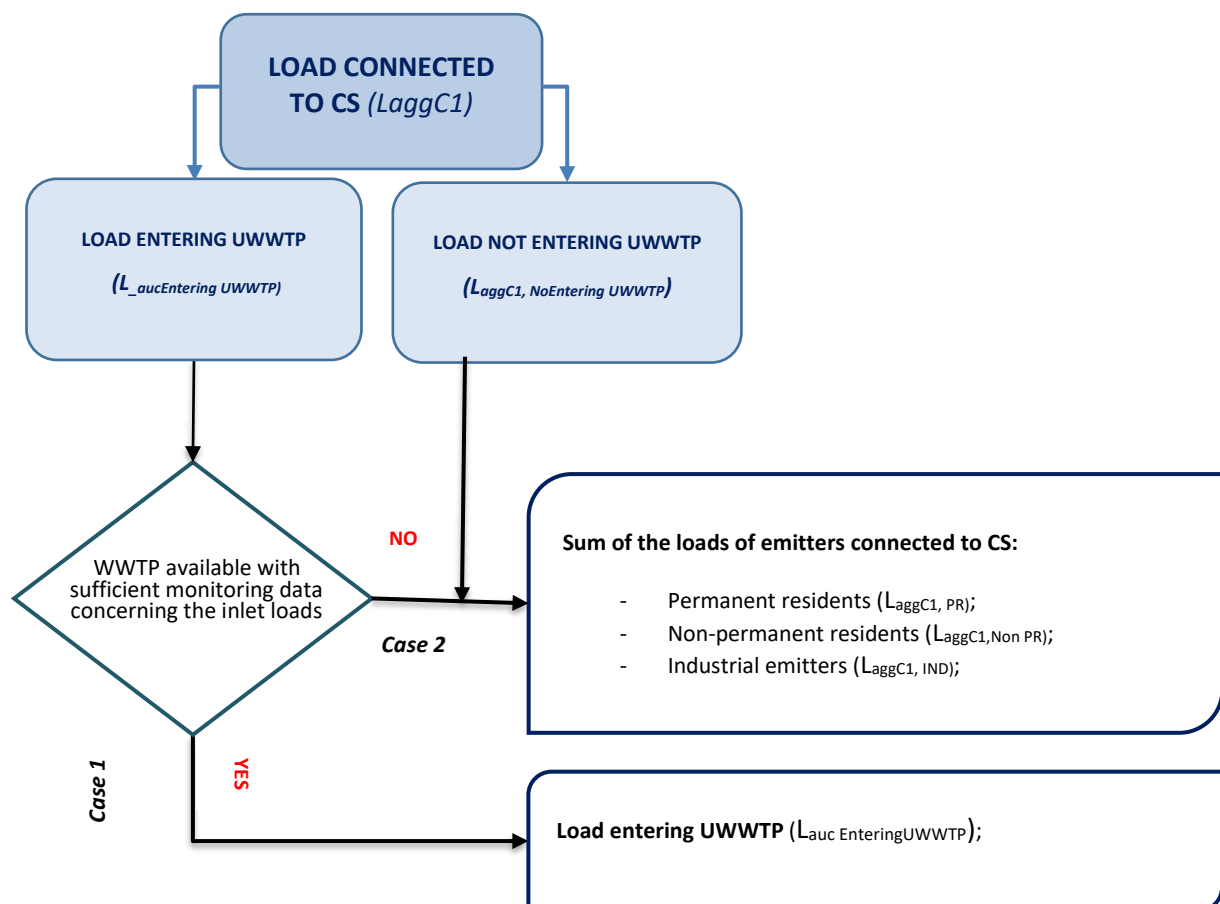 LOAD CONNECTED
TO CS (LaggC1)
LOAD ENTERING UWWTP
(L_aucEntering UWWTP)
LOAD NOT ENTERING UWWTP
(LaggC1, NoEntering UWWTP)
WWTP available with
sufficient monitoring data
concerning the inlet loads
NO
Case 2
Sum of the loads of emitters connected to CS:
- Permanent residents (LaggC1, PR);
- Non-permanent residents (LaggC1,Non PR);
- Industrial emitters (LaggC1, IND);
Case 1
YES
Load entering UWWTP (Lauc EnteringUWWTP);